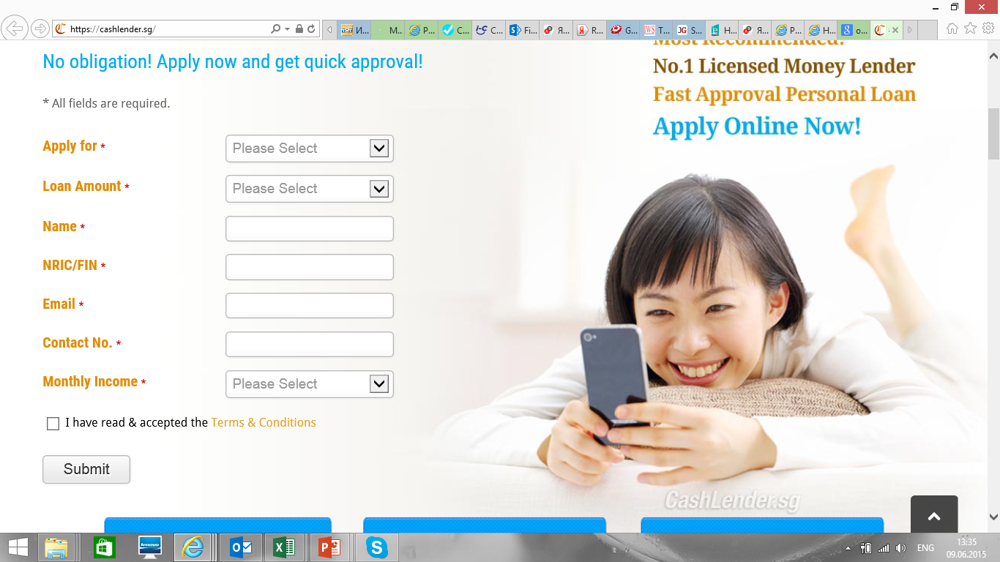 https://cashlender.sg/
И...
M...
P...
C...
C...
Fi...
Я...
R...
G...
T...
S...
H...
Я...
P...
H...
o...
C
No obligation! Apply now and get quick approval!
Most Recommended!
No.1 Licensed Money Lender
Fast Approval Personal Loan
Apply Online Now!
* All fields are required.
Apply for * Please Select
Loan Amount * Please Select
Name *
NRIC/FIN *
Email *
Contact No. *
Monthly Income * Please Select
I have read & accepted the Terms & Conditions
Submit
CashLender.sg
lenovo
ENG
13:35
09.06.2015